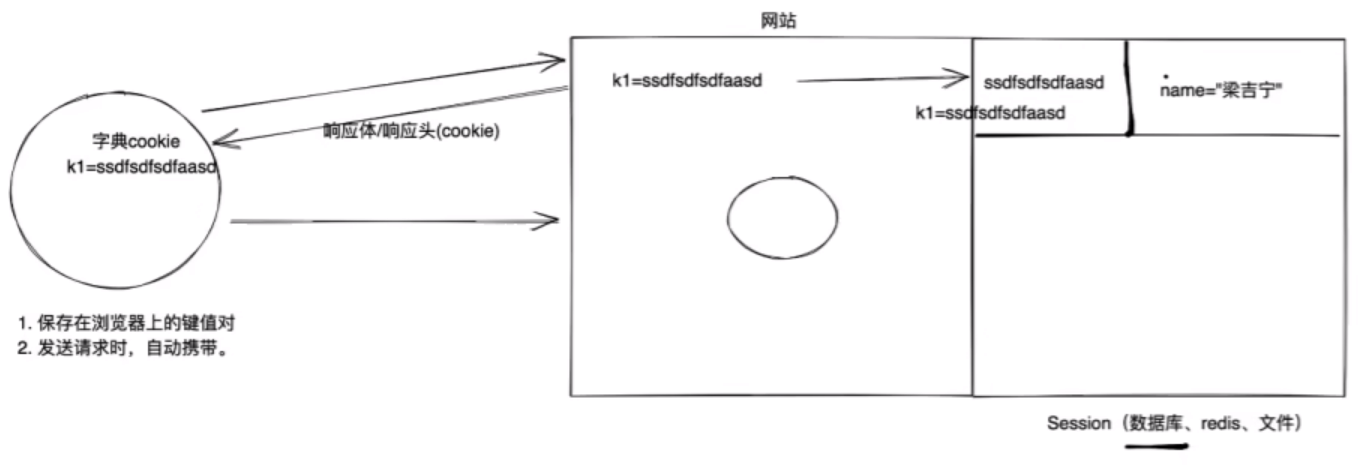 网站
k1=ssdfsdfsdfaasd
ssdfsdfsdfaasd
name="梁吉宁"
k1=ssdfsdfsdfaasd
响应体/响应头(cookie)
字典cookie
k1=ssdfsdfsdfaasd
1. 保存在浏览器上的键值对
2. 发送请求时，自动携带。
Session（数据库、redis、文件）